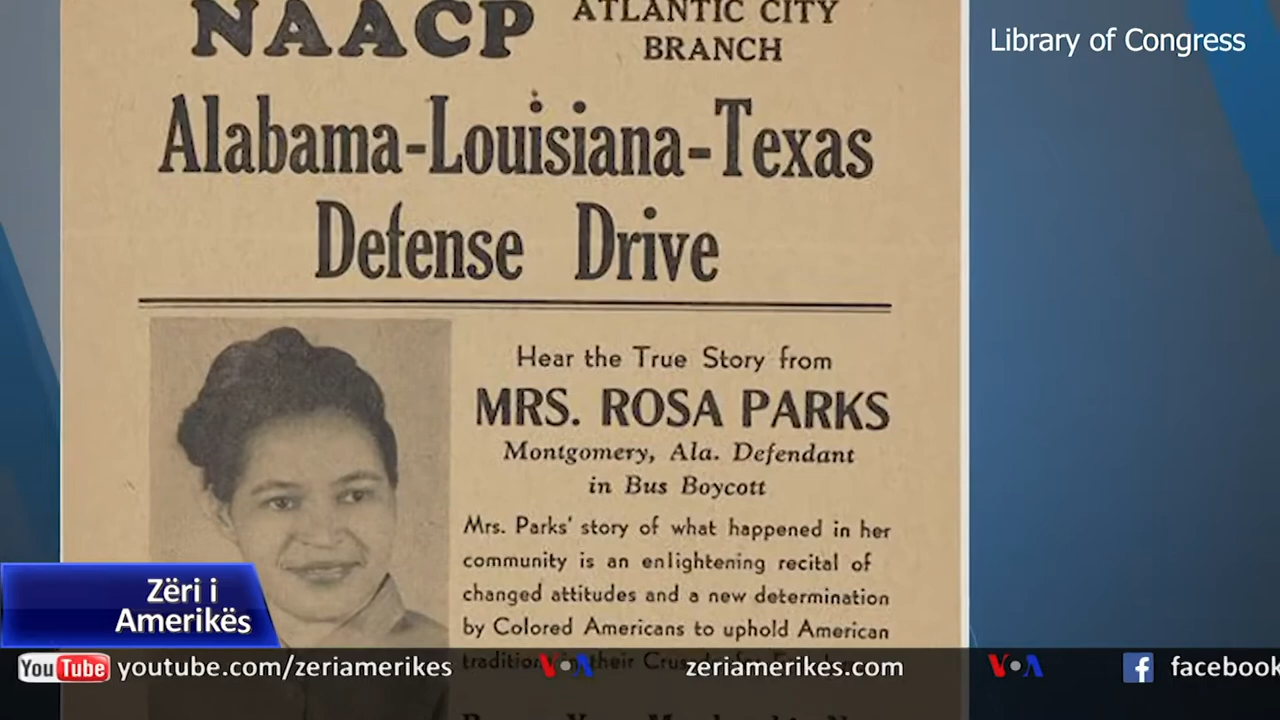 NAACP
ATLANTIC CITY
BRANCH
Library of Congress
Alabama-Louisiana-Texas
Defense Drive
Hear the True Story from
MRS. ROSA PARKS
Montgomery, Ala. Defendant
in Bus Boycott
Mrs. Parks' story of what happened in her
community is an enlightening recital of
changed attitudes and a new determination
by Colored Americans to uphold American
Zëri i
Amerikës
YouTube youtube.com/zeriamerikes VOA zeriamerikes.com VOA facebook